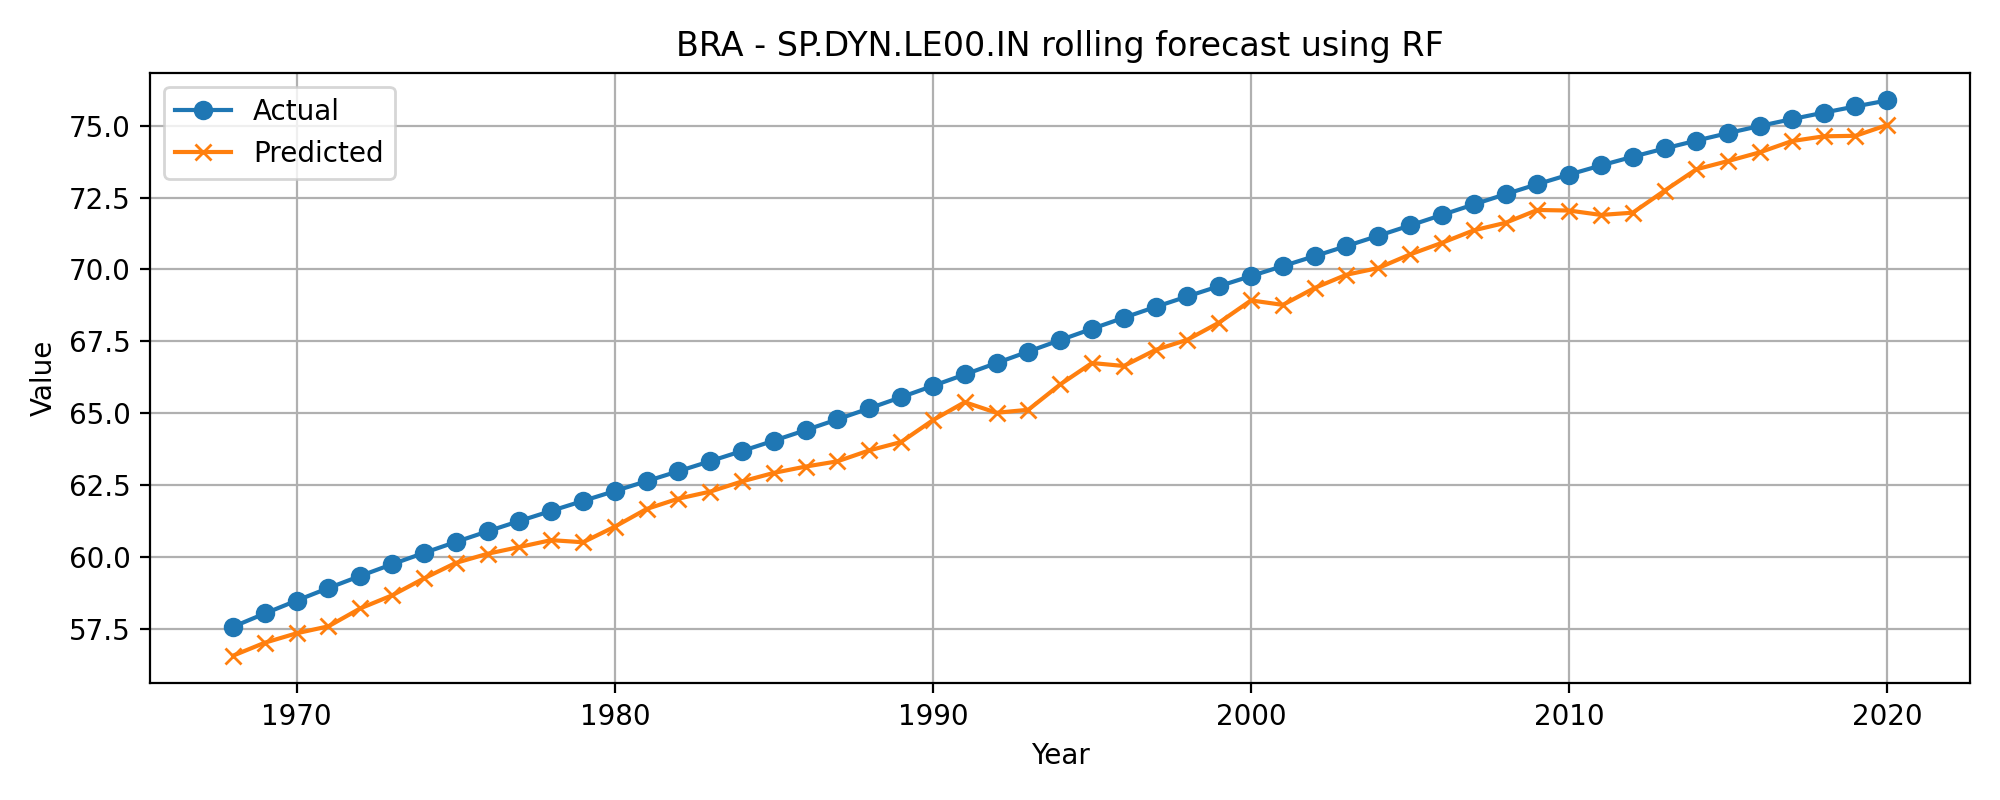 BRA - SP.DYN.LE00.IN rolling forecast using RF
Actual
Predicted
Value
75.0
72.5
70.0
67.5
65.0
62.5
60.0
57.5
1970 1980 1990 2000 2010 2020
Year